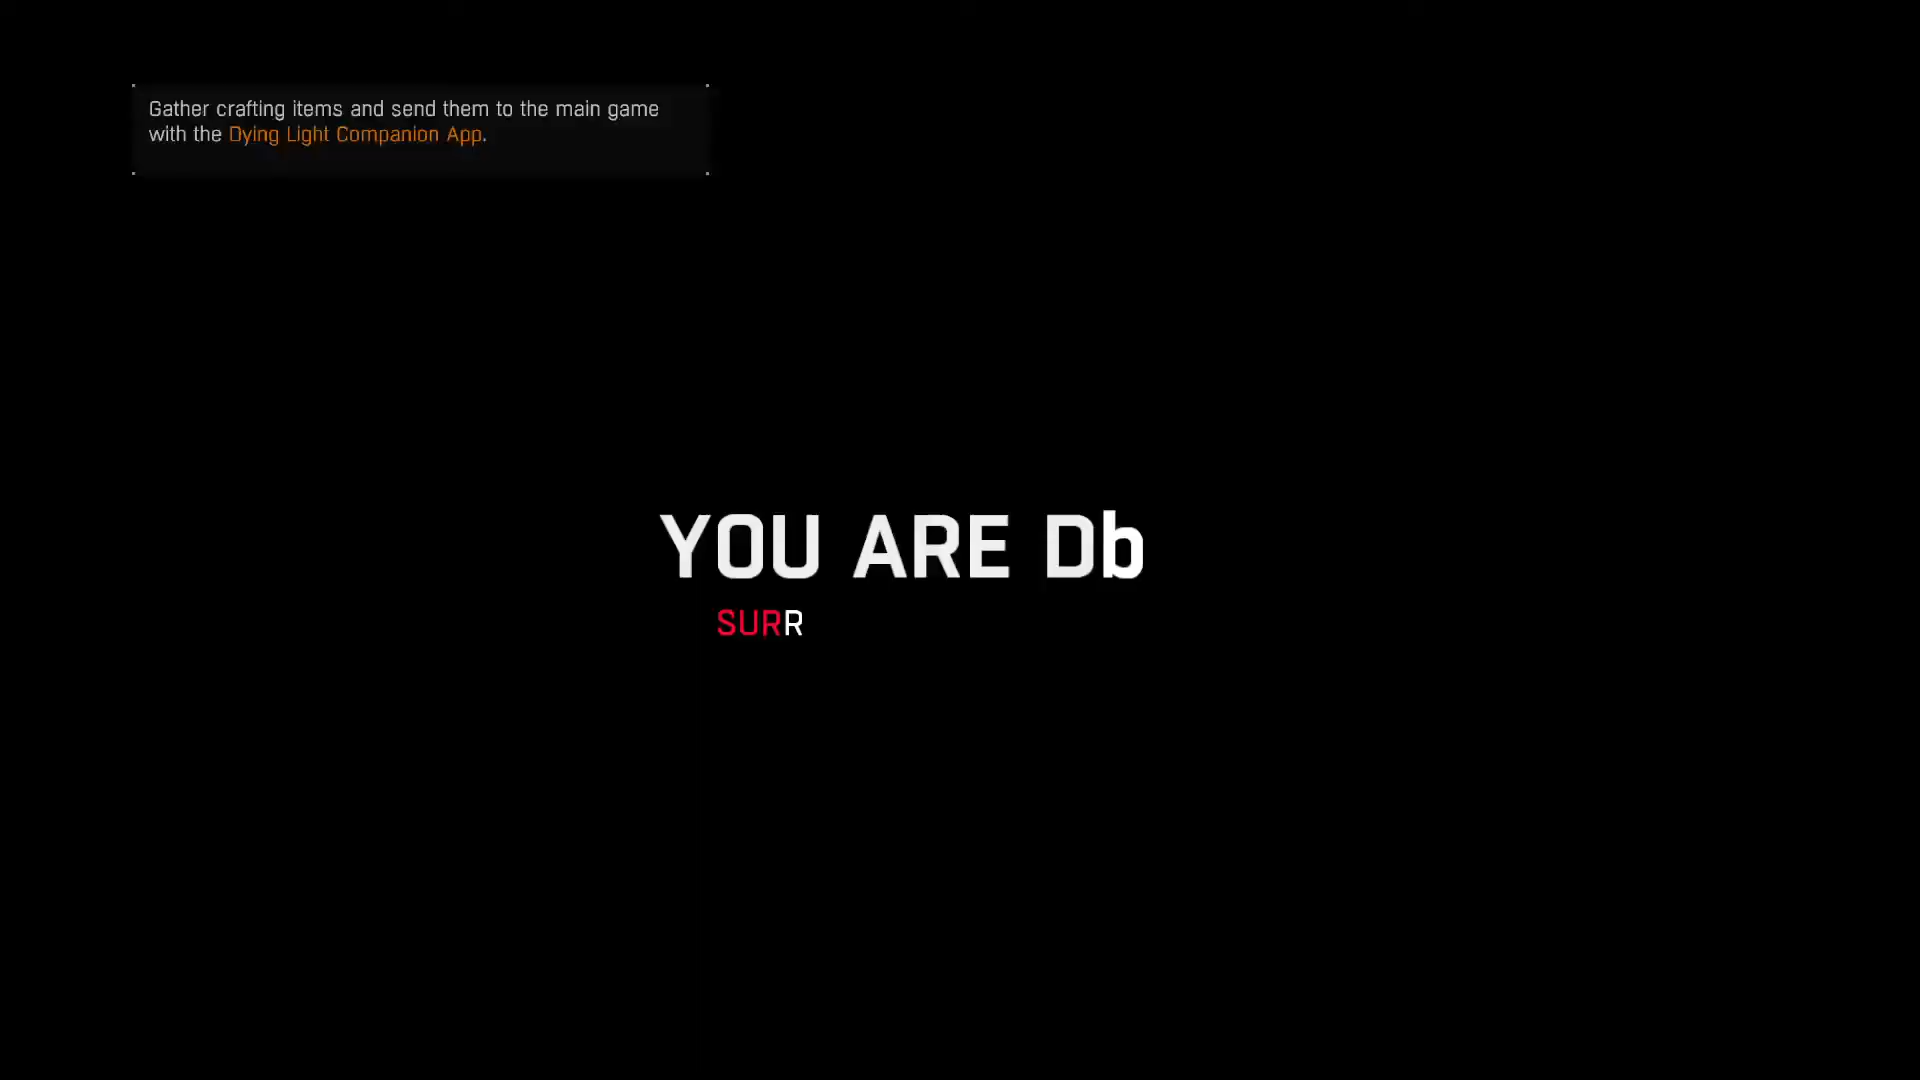 Gather crafting items and send them to the main game
with the Dying Light Companion App.
YOU ARE Db
SURR